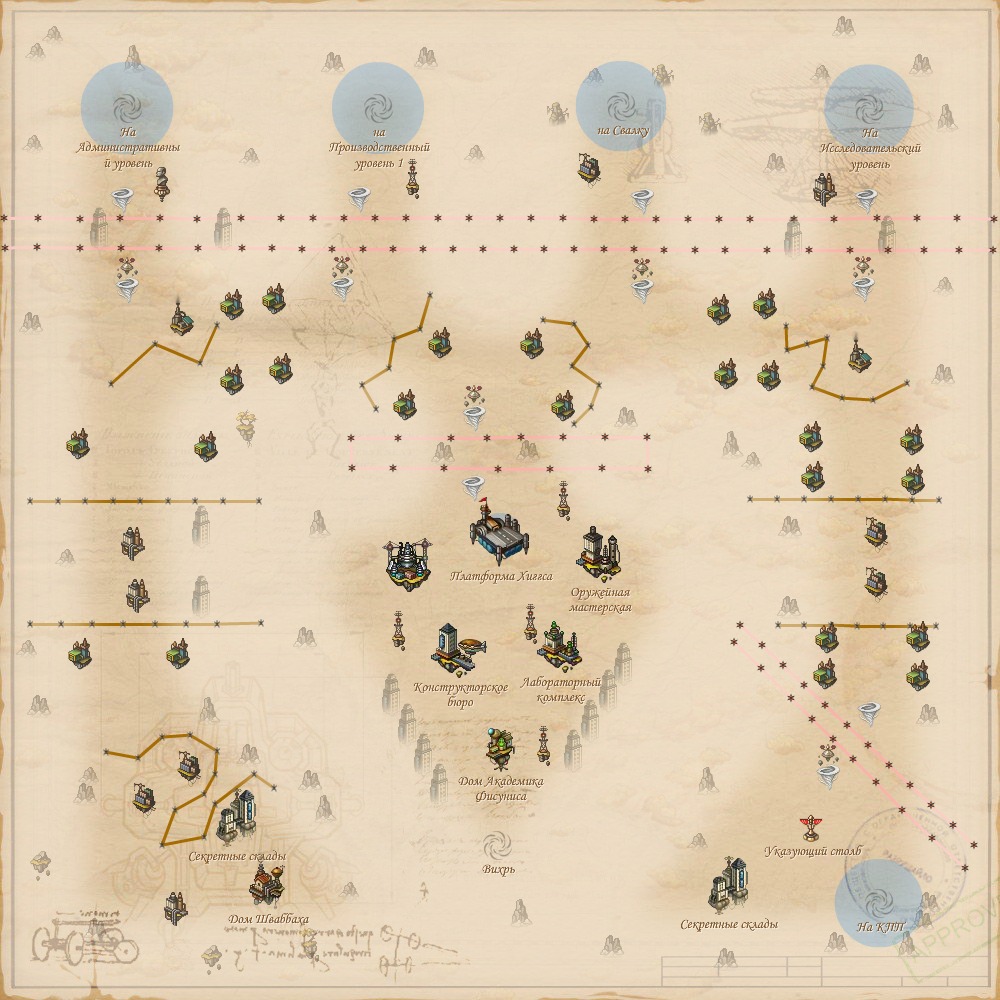 На
Административны
й уровень
на
Производственный
уровень 1
на Свалку
На
Исследовательский
уровень
Платформа Хиггса
Оружейная
мастерская
Конструкторское
бюро
Лабораторный
комплекс
Дом Академика
Фисуниса
Вихрь
Указующий столб
Секретные склады
Дом Шваббаха
Секретные склады
На КПП